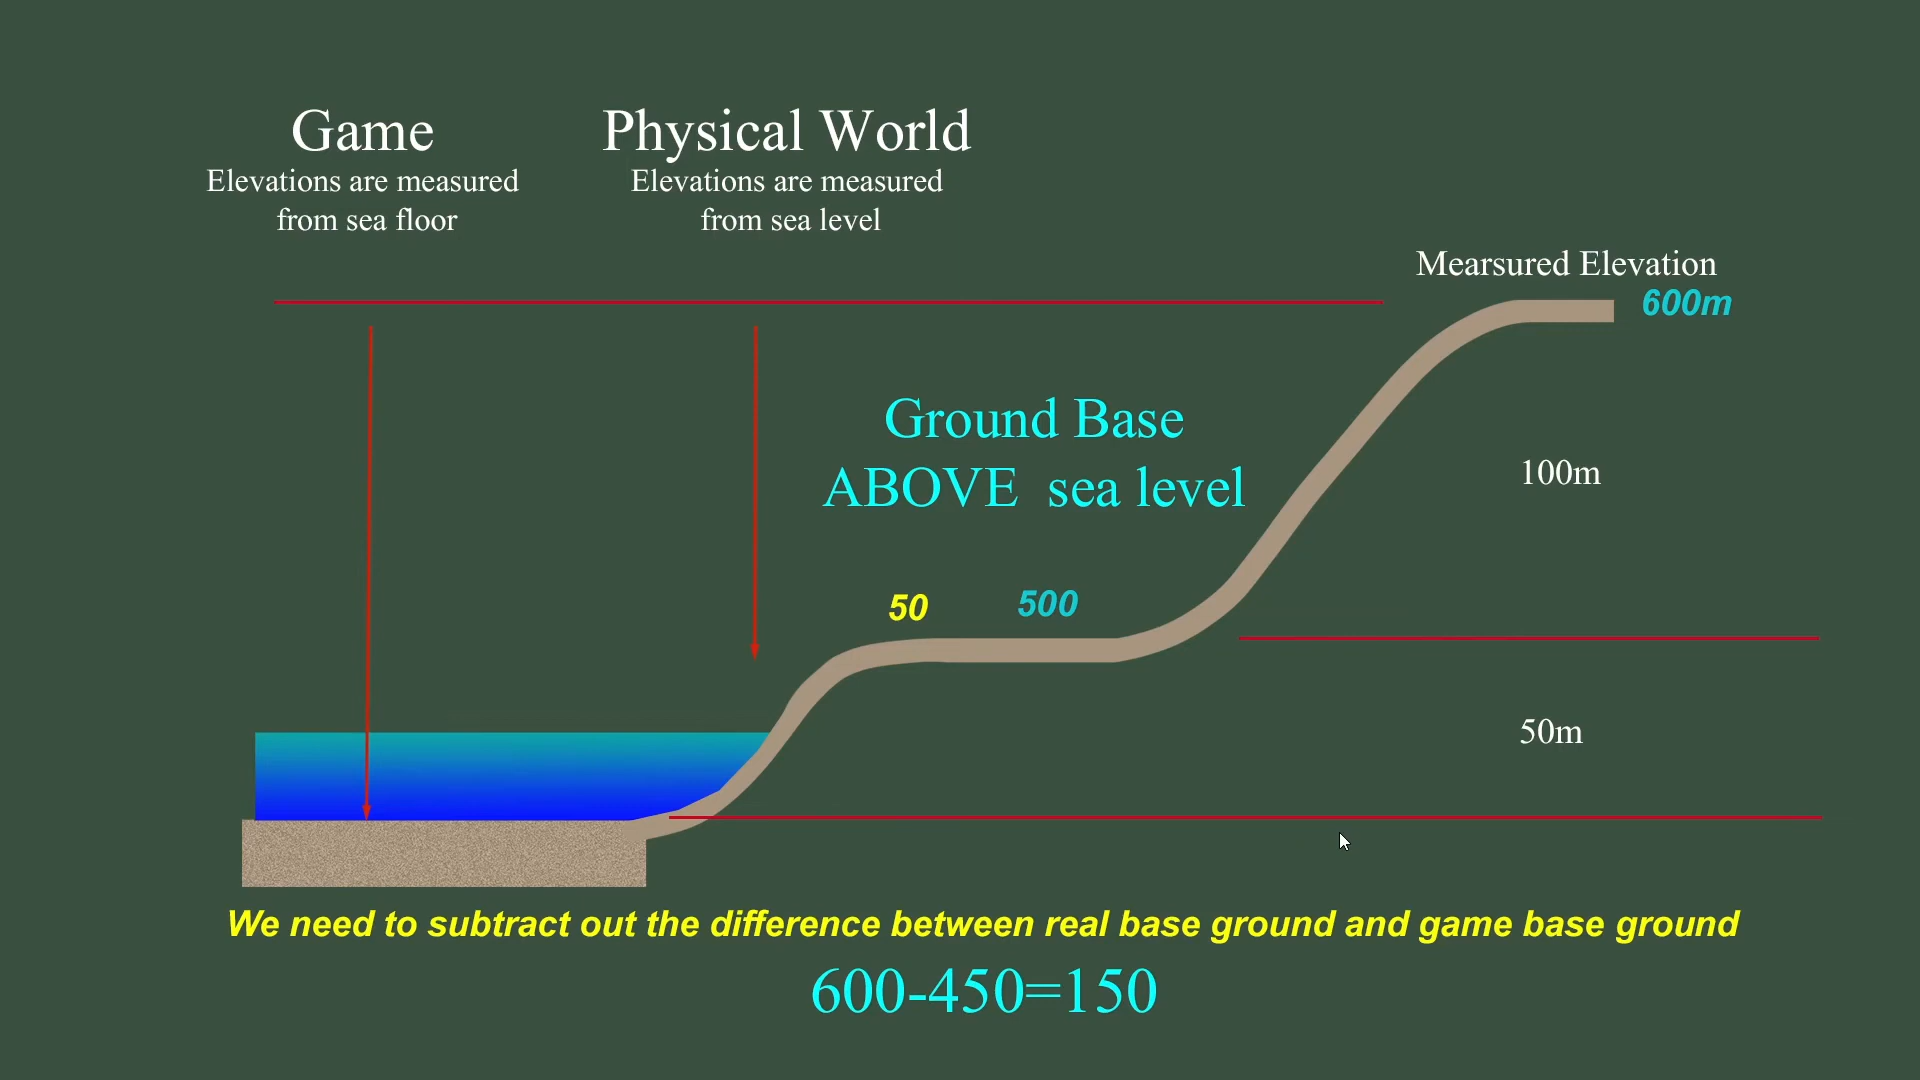 Game
Elevations are measured
from sea floor
Physical World
Elevations are measured
from sea level
Mearsured Elevation
600m
Ground Base
ABOVE sea level
100m
50
500
50m
We need to subtract out the difference between real base ground and game base ground
600-450=150